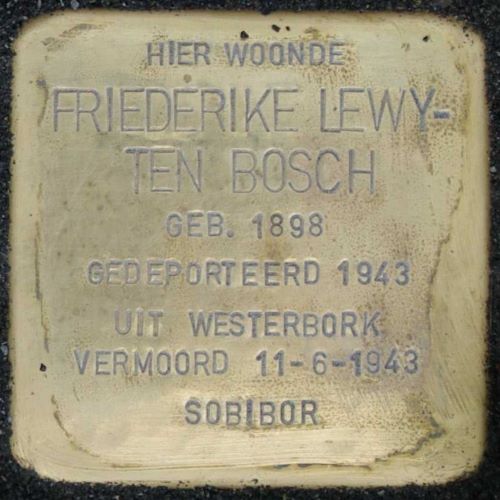 HIER WOONDE
FRIEDERIKE LEWY-
TEN BOSCH
GEB. 1898
GEDEPORTEERD 1943
UIT WESTERBORK
VERMOORD 11-6-1943
SOBIBOR